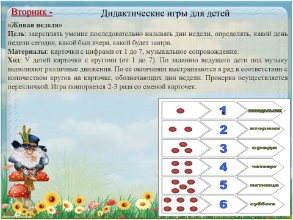 Вторник -
Дидактические игры для детей
«Живая неделя»
Цель: закреплять умение последовательно называть дни недели, определять, какой день
недели сегодня, какой был вчера, какой будет завтра.
Материалы: карточки с цифрами от 1 до 7, музыкальное сопровождение.
Ход: У детей карточки с кругами (от 1 до 7). По заданию ведущего дети под музыку
выполняют различные движения. По ее окончании выстраиваются в ряд в соответствии с
количеством кругов на карточке, обозначающих дни недели. Проверка осуществляется
перекличкой. Игра повторяется 2-3 раза со сменой карточек.
1 понедельник
2 вторник
3 среда
4 четверг
5 пятница
6 суббота